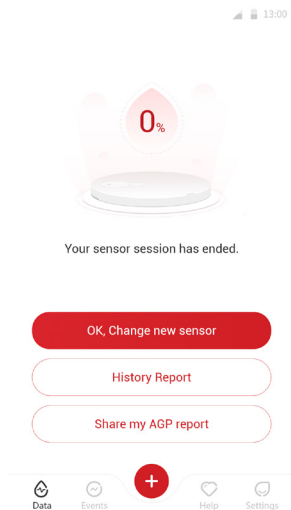 13:00
0%
Your sensor session has ended.
OK, Change new sensor
History Report
Share my AGP report
Data Events Help Settings